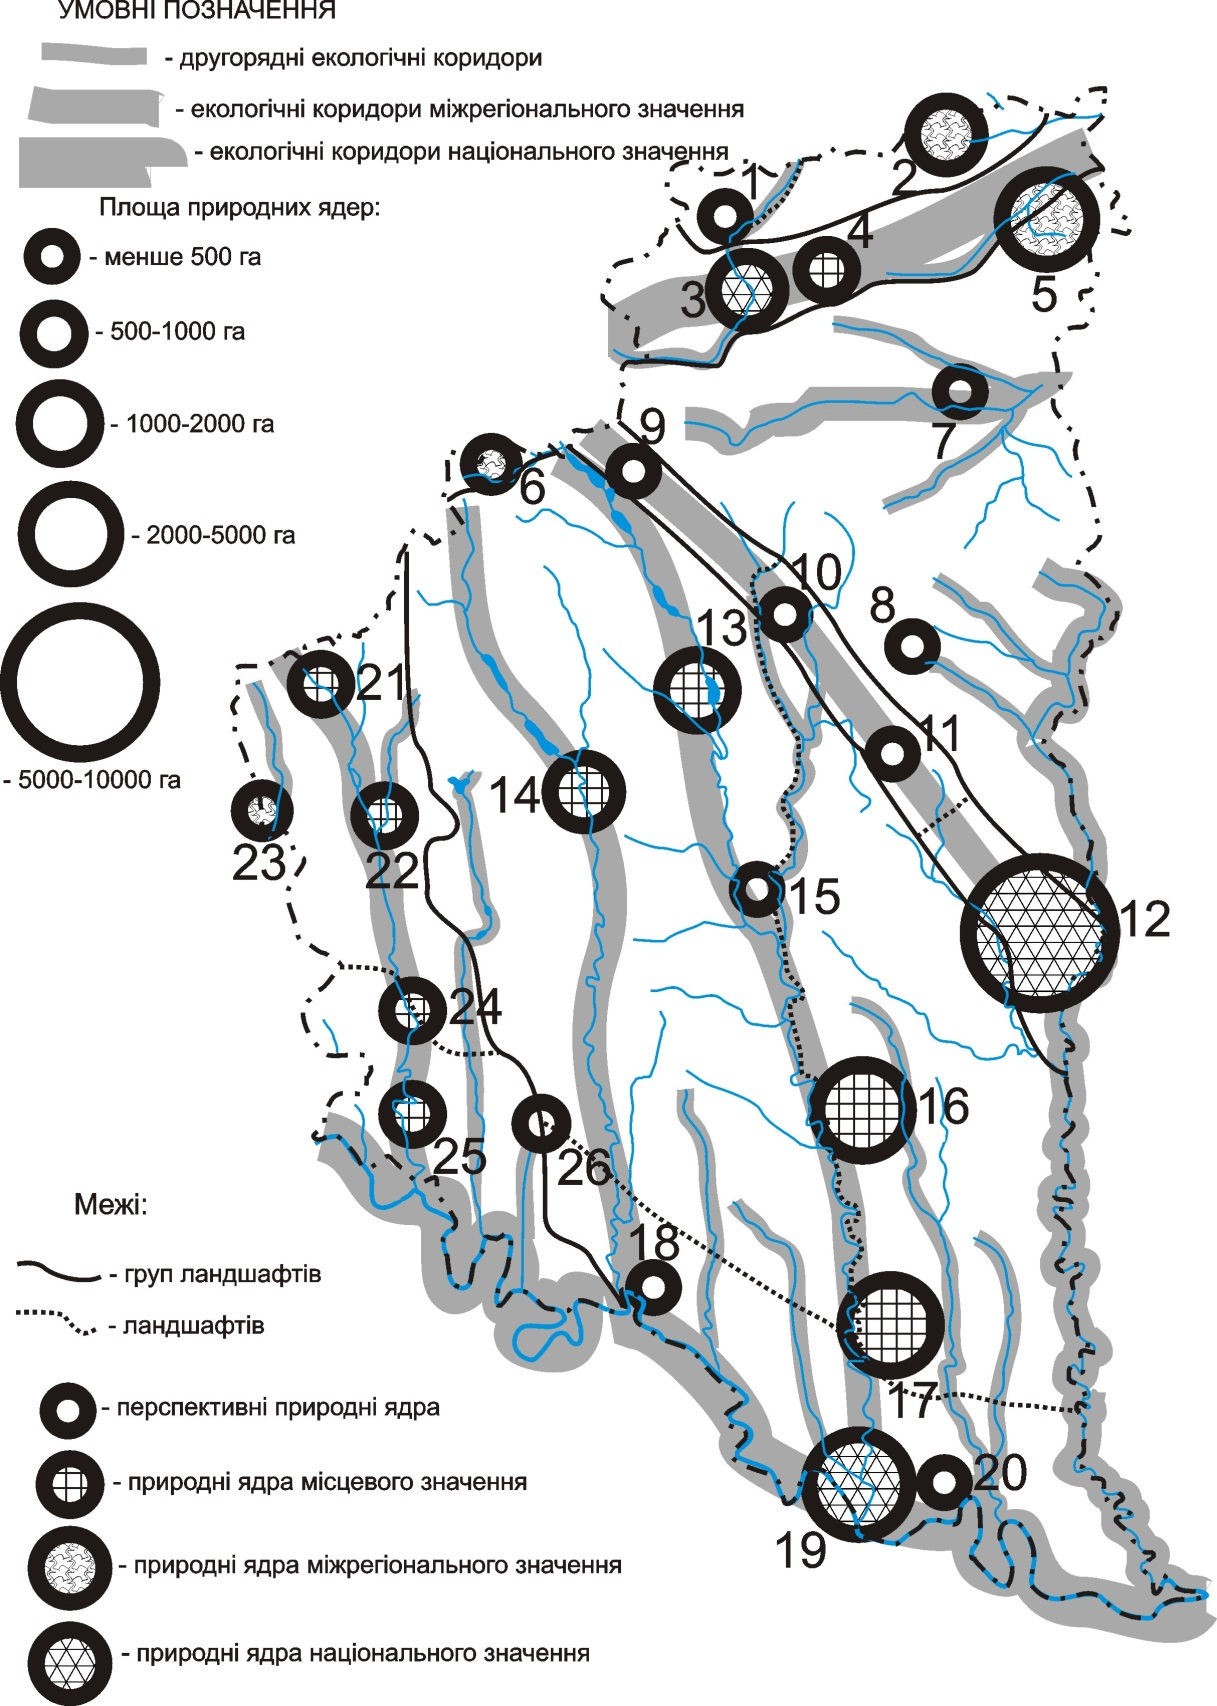 УМОВНІ ПОЗНАЧЕННЯ
- другорядні екологічні коридори
- екологічні коридори міжрегіонального значення
- екологічні коридори національного значення
Площа природних ядер:
- менше 500 га
- 500-1000 га
- 1000-2000 га
- 2000-5000 га
- 5000-10000 га
1
2
3
4
5
6
7
8
9
10
11
12
13
14
15
16
17
18
19
20
21
22
23
24
25
26
Межі:
- груп ландшафтів
- ландшафтів
- перспективні природні ядра
- природні ядра місцевого значення
- природні ядра міжрегіонального значення
- природні ядра національного значення